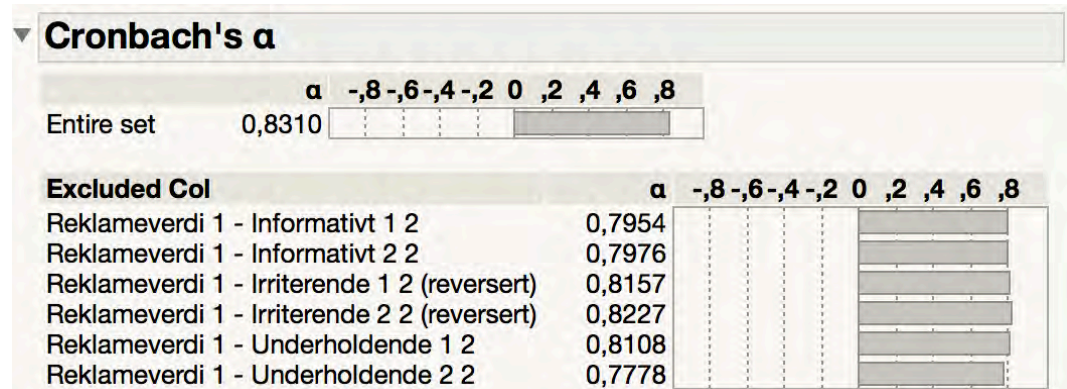 Cronbach's α
α -,8 -,6 -,4 -,2 0 ,2 ,4 ,6 ,8
Entire set 0,8310
Excluded Col α -,8 -,6 -,4 -,2 0 ,2 ,4 ,6 ,8
Reklameverdi 1 - Informativt 1 2 0,7954
Reklameverdi 1 - Informativt 2 2 0,7976
Reklameverdi 1 - Irriterende 1 2 (reversert) 0,8157
Reklameverdi 1 - Irriterende 2 2 (reversert) 0,8227
Reklameverdi 1 - Underholdende 1 2 0,8108
Reklameverdi 1 - Underholdende 2 2 0,7778